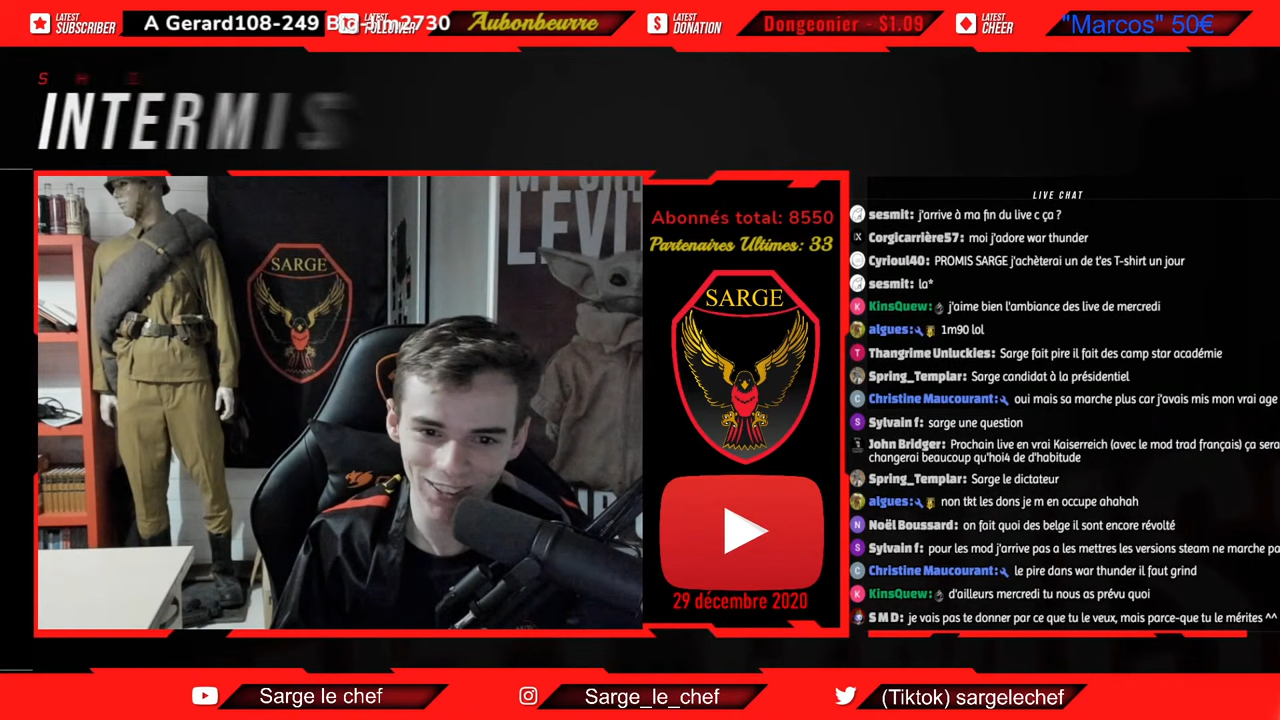 LATEST SUBSCRIBER
A Gerard108-249
LATEST FOLLOWER
2730
Aubonbeurre
LATEST DONATION
Dongeonier - $1.09
LATEST CHEER
"Marcos" 50€
INTERMIS
SARGE
LEVIT
Abonnés total: 8550
Partenaires Ultimes: 33
SARGE
29 décembre 2020
LIVE CHAT
sesmit: j'arrive à ma fin du live c ça ?
Corgicarrière57: moi j'adore war thunder
Cyrioul40: PROMIS SARGE j'achèterai un de t'es T-shirt un jour
sesmit: la*
KinsQuew: j'aime bien l'ambiance des live de mercredi
algues: 1m90 lol
Thangrime Unluckies: Sarge fait pire il fait des camp star académie
Spring_Templar: Sarge candidat à la présidentiel
Christine Maucourant: oui mais sa marche plus car j'avais mis mon vrai age
Sylvain f: sarge une question
John Bridger: Prochain live en vrai Kaiserreich (avec le mod trad français) ça sera
changerai beaucoup qu'hoi4 de d'habitude
Spring_Templar: Sarge le dictateur
algues: non tkt les dons je m en occupe ahahah
Noël Boussard: on fait quoi des belge il sont encore révolté
Sylvain f: pour les mod j'arrive pas a les mettres les versions steam ne marche pa
Christine Maucourant: le pire dans war thunder il faut grind
KinsQuew: d'ailleurs mercredi tu nous as prévu quoi
S M D: je vais pas te donner par ce que tu le veux, mais parce-que tu le mérites ^^
Sarge le chef
Sarge_le_chef
(Tiktok) sargelechef